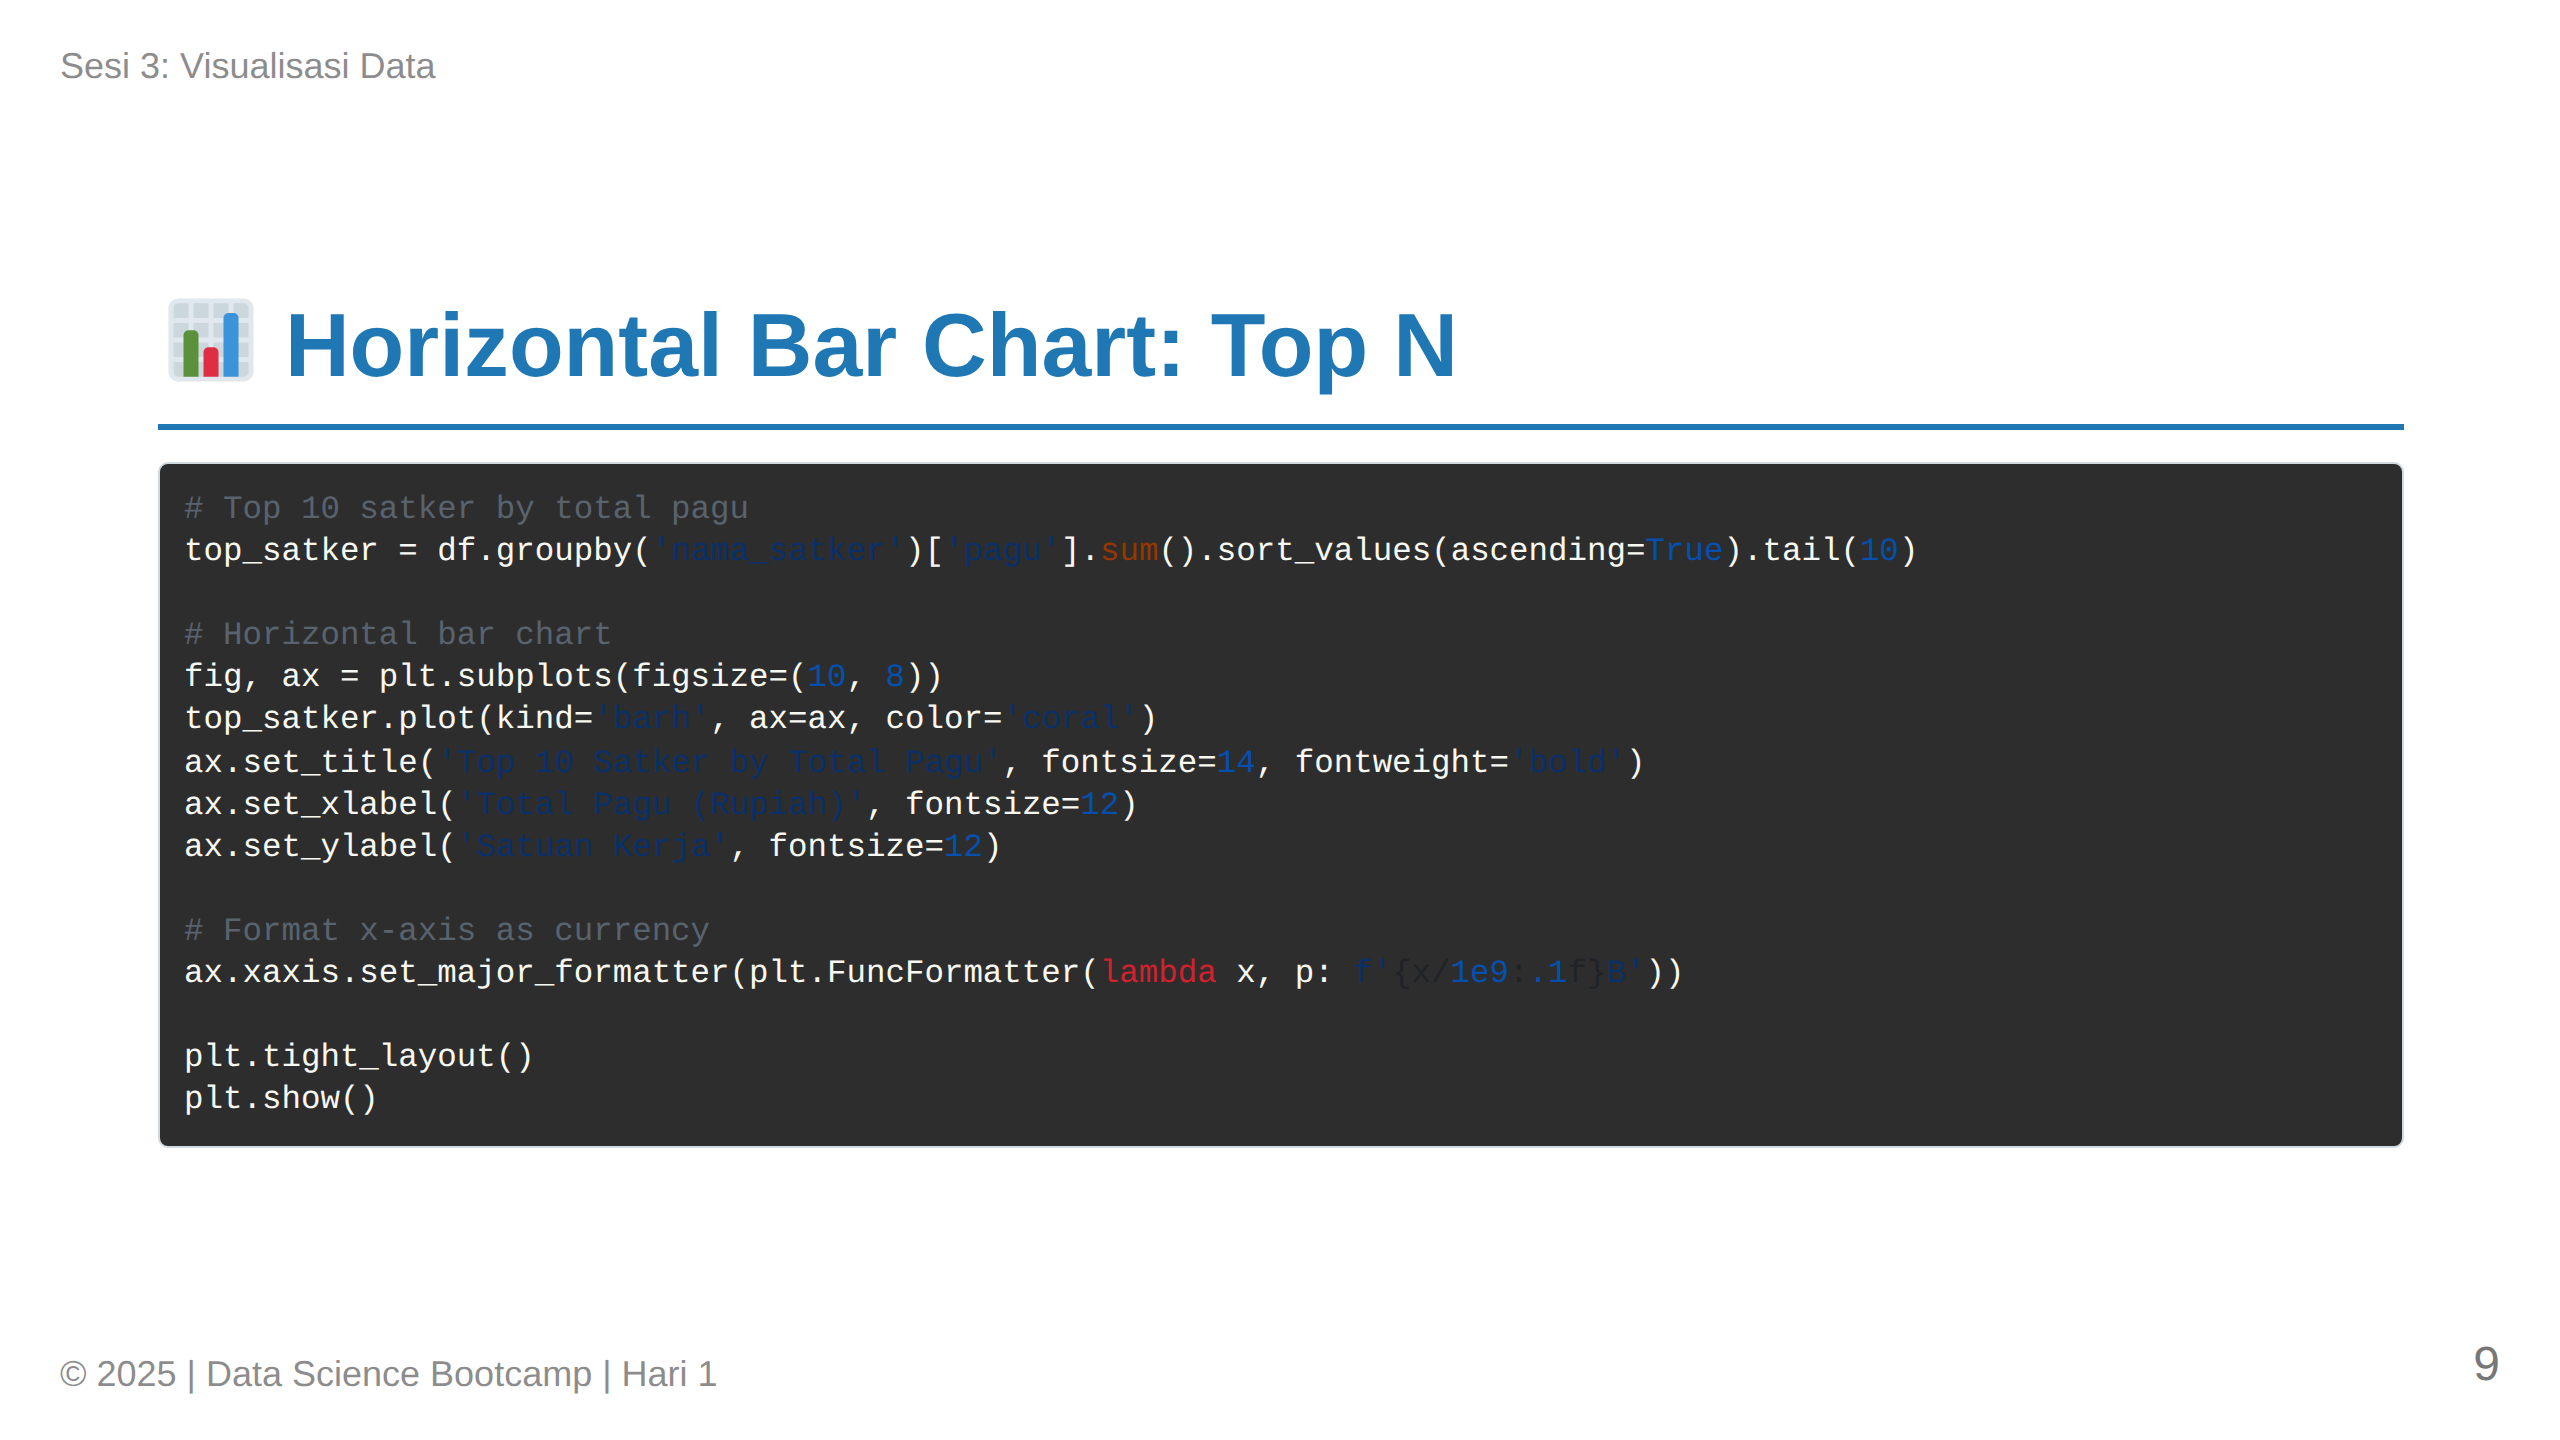 Sesi 3: Visualisasi Data
Horizontal Bar Chart: Top N
# Top 10 satker by total pagu
top_satker = df.groupby('nama_satker')['pagu'].sum().sort_values(ascending=True).tail(10)
# Horizontal bar chart
fig, ax = plt.subplots(figsize=(10, 8))
top_satker.plot(kind='barh', ax=ax, color='coral')
ax.set_title('Top 10 Satker by Total Pagu', fontsize=14, fontweight='bold')
ax.set_xlabel('Total Pagu (Rupiah)', fontsize=12)
ax.set_ylabel('Satuan Kerja', fontsize=12)
# Format x-axis as currency
ax.xaxis.set_major_formatter(plt.FuncFormatter(lambda x, p: f'{x/1e9:.1f}B'))
plt.tight_layout()
plt.show()
© 2025 | Data Science Bootcamp | Hari 1
9